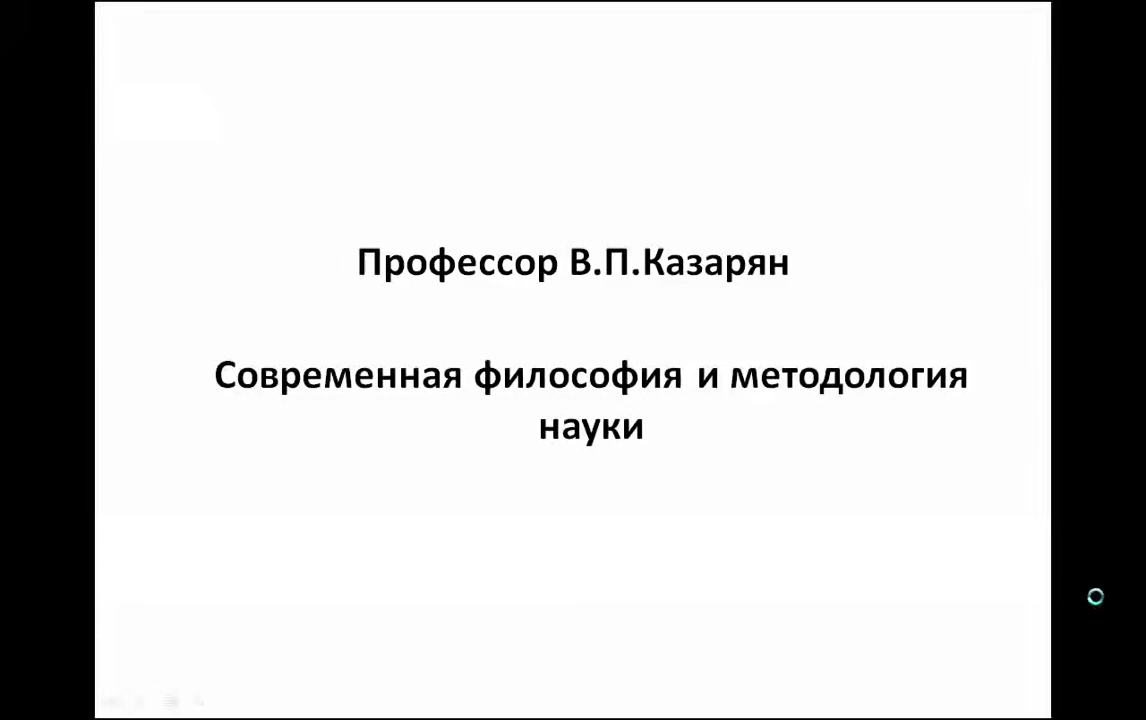 Профессор В.П.Казарян
Современная философия и методология
науки